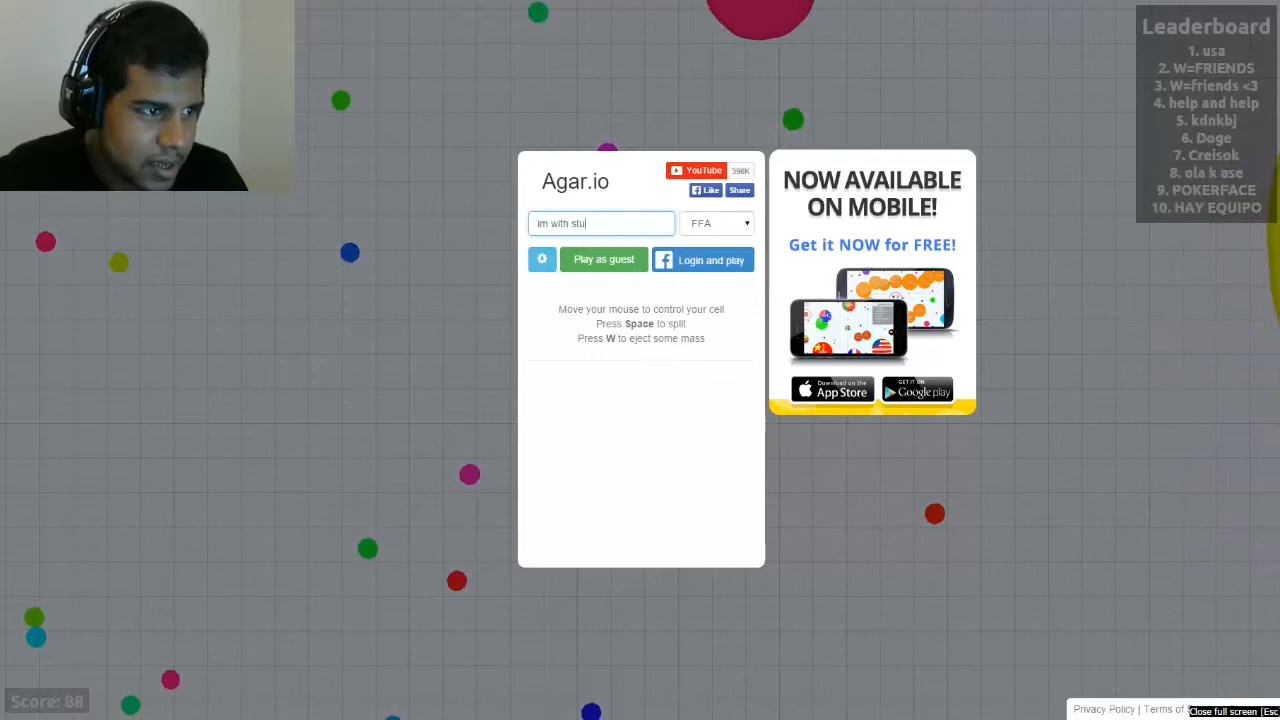 Leaderboard
1. usa
2. W=FRIENDS
3. W=friends <3
4. help and help
5. kdnkbj
6. Doge
7. Creisok
8. ola k ase
9. POKERFACE
10. HAY EQUIPO
Agar.io
YouTube 396K
Like Share
im with stu
FFA
Play as guest
Login and play
Move your mouse to control your cell
Press Space to split
Press W to eject some mass
NOW AVAILABLE
ON MOBILE!
Get it NOW for FREE!
Download on the
App Store
GET IT ON
Google play
Score: 88
Privacy Policy | Terms of
Close full screen [Esc